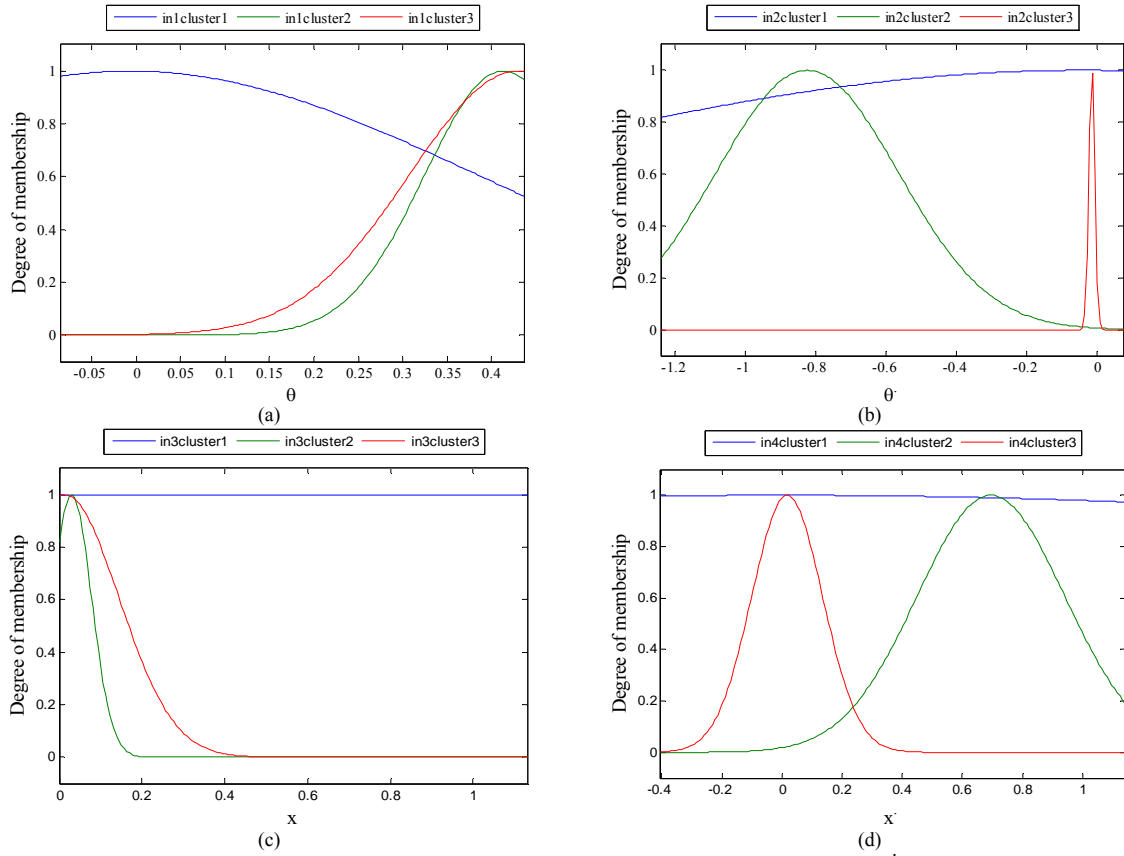 in1cluster1 in1cluster2 in1cluster3
Degree of membership
1
0.8
0.6
0.4
0.2
0
-0.05 0 0.05 0.1 0.15 0.2 0.25 0.3 0.35 0.4
θ
(a)
in2cluster1 in2cluster2 in2cluster3
Degree of membership
1
0.8
0.6
0.4
0.2
0
-1.2 -1 -0.8 -0.6 -0.4 -0.2 0
θ˙
(b)
in3cluster1 in3cluster2 in3cluster3
Degree of membership
1
0.8
0.6
0.4
0.2
0
0 0.2 0.4 0.6 0.8 1
x
(c)
in4cluster1 in4cluster2 in4cluster3
Degree of membership
1
0.8
0.6
0.4
0.2
0
-0.4 -0.2 0 0.2 0.4 0.6 0.8 1
x˙
(d)